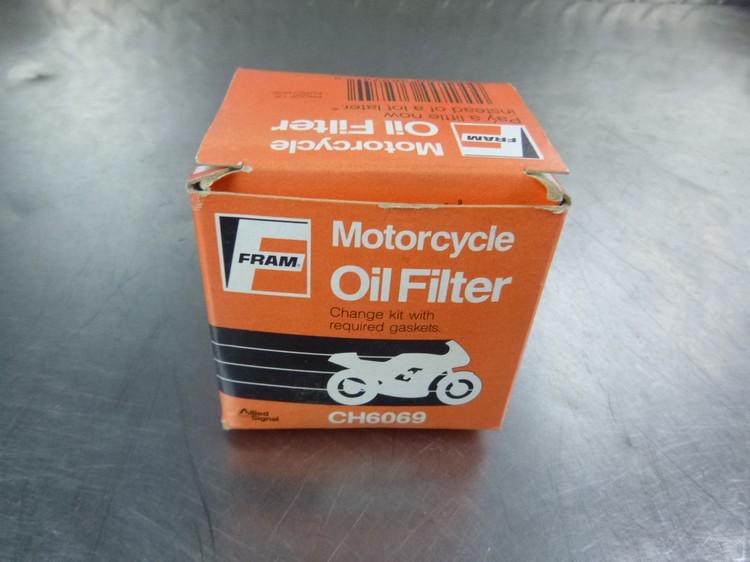 FRAM
Motorcycle
Oil Filter
Pay a little now
instead of a lot later.
FRAM
Motorcycle
Oil Filter
Change kit with
required gaskets.
Allied
Signal
CH6069